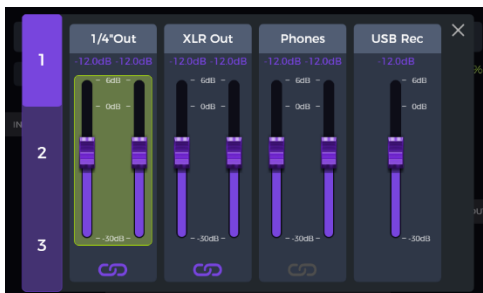 1/4"Out XLR Out Phones USB Rec
-12.0dB -12.0dB -12.0dB -12.0dB -12.0dB -12.0dB -12.0dB
1
6dB 6dB 6dB 6dB
%
0dB 0dB 0dB 0dB
IN
2
3
-30dB -30dB -30dB -30dB